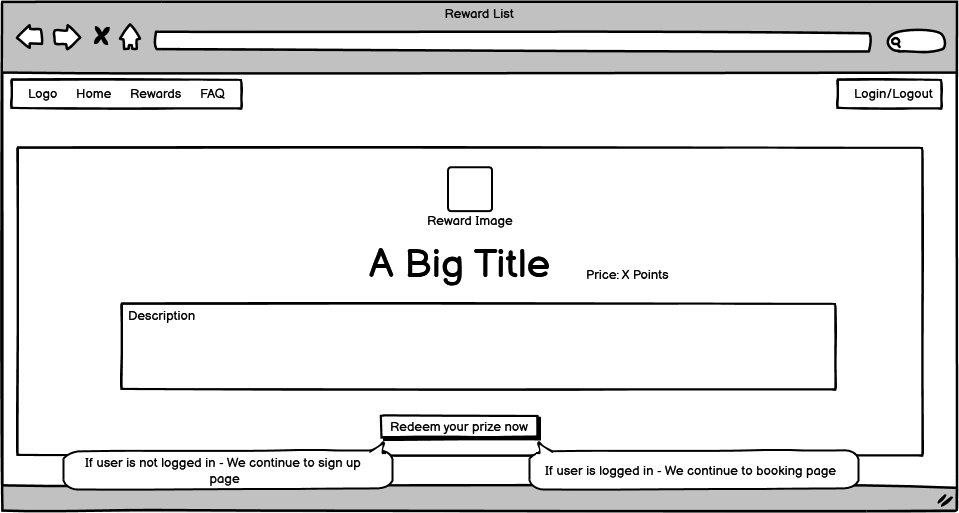 Reward List
Logo Home Rewards FAQ
Login/Logout
Reward Image
A Big Title
Price: X Points
Description
Redeem your prize now
If user is not logged in - We continue to sign up
page
If user is logged in - We continue to booking page